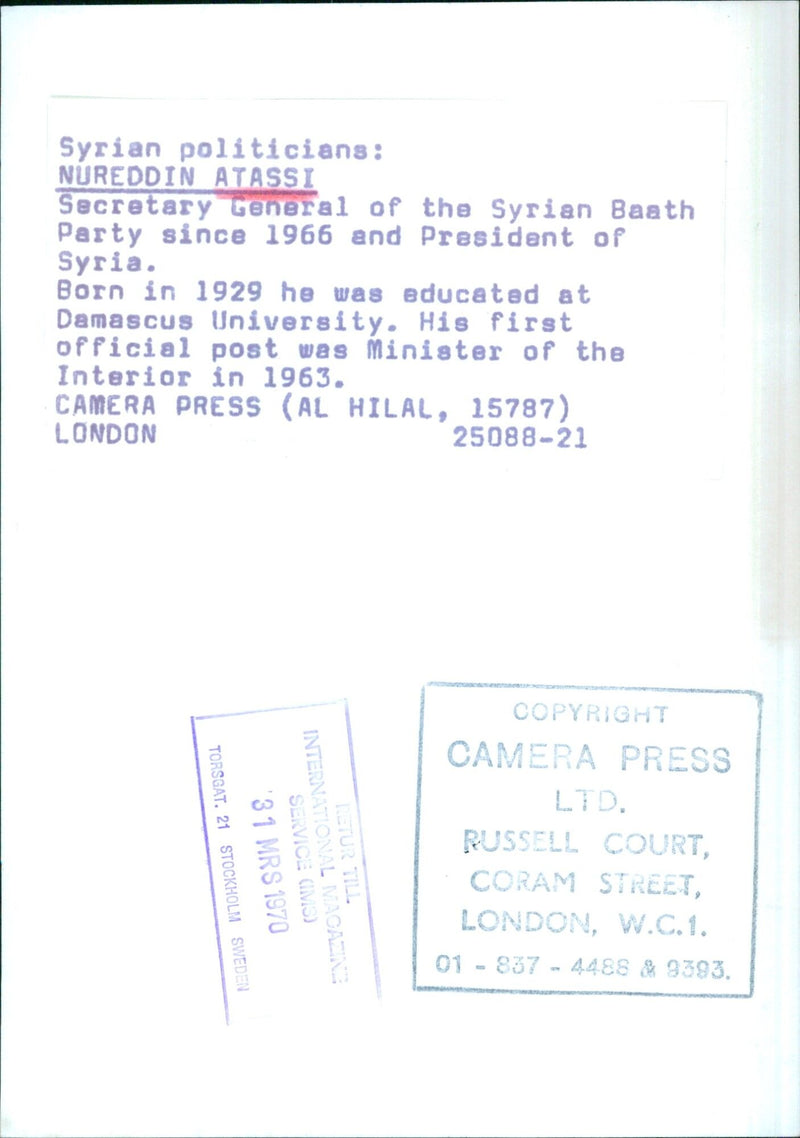 Syrian politicians:
NUREDDIN ATASSI
Secretary General of the Syrian Baath
Party since 1966 and President of
Syria.
Born in 1929 he was educated at
Damascus University. His first
official post was Minister of the
Interior in 1963.
CAMERA PRESS (AL HILAL, 15787)
LONDON 25088-21
RETUR TILL
INTERNATIONAL MAGAZINE
SERVICE (IMS)
31 MRS 1970
TORSGAT. 21 STOCKHOLM SWEDEN
COPYRIGHT
CAMERA PRESS
LTD.
RUSSELL COURT,
CORAM STREET,
LONDON, W.C.1.
01 - 837 - 4488 & 9393.